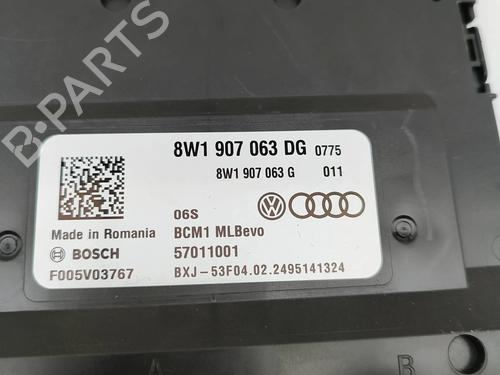 8W1 907 063 DG 0775
8W1 907 063 G 011
06S
Made in Romania BCM1 MLBevo
BOSCH 57011001
F005V03767 BXJ-53F04.02.2495141324
A B
B-PARTS